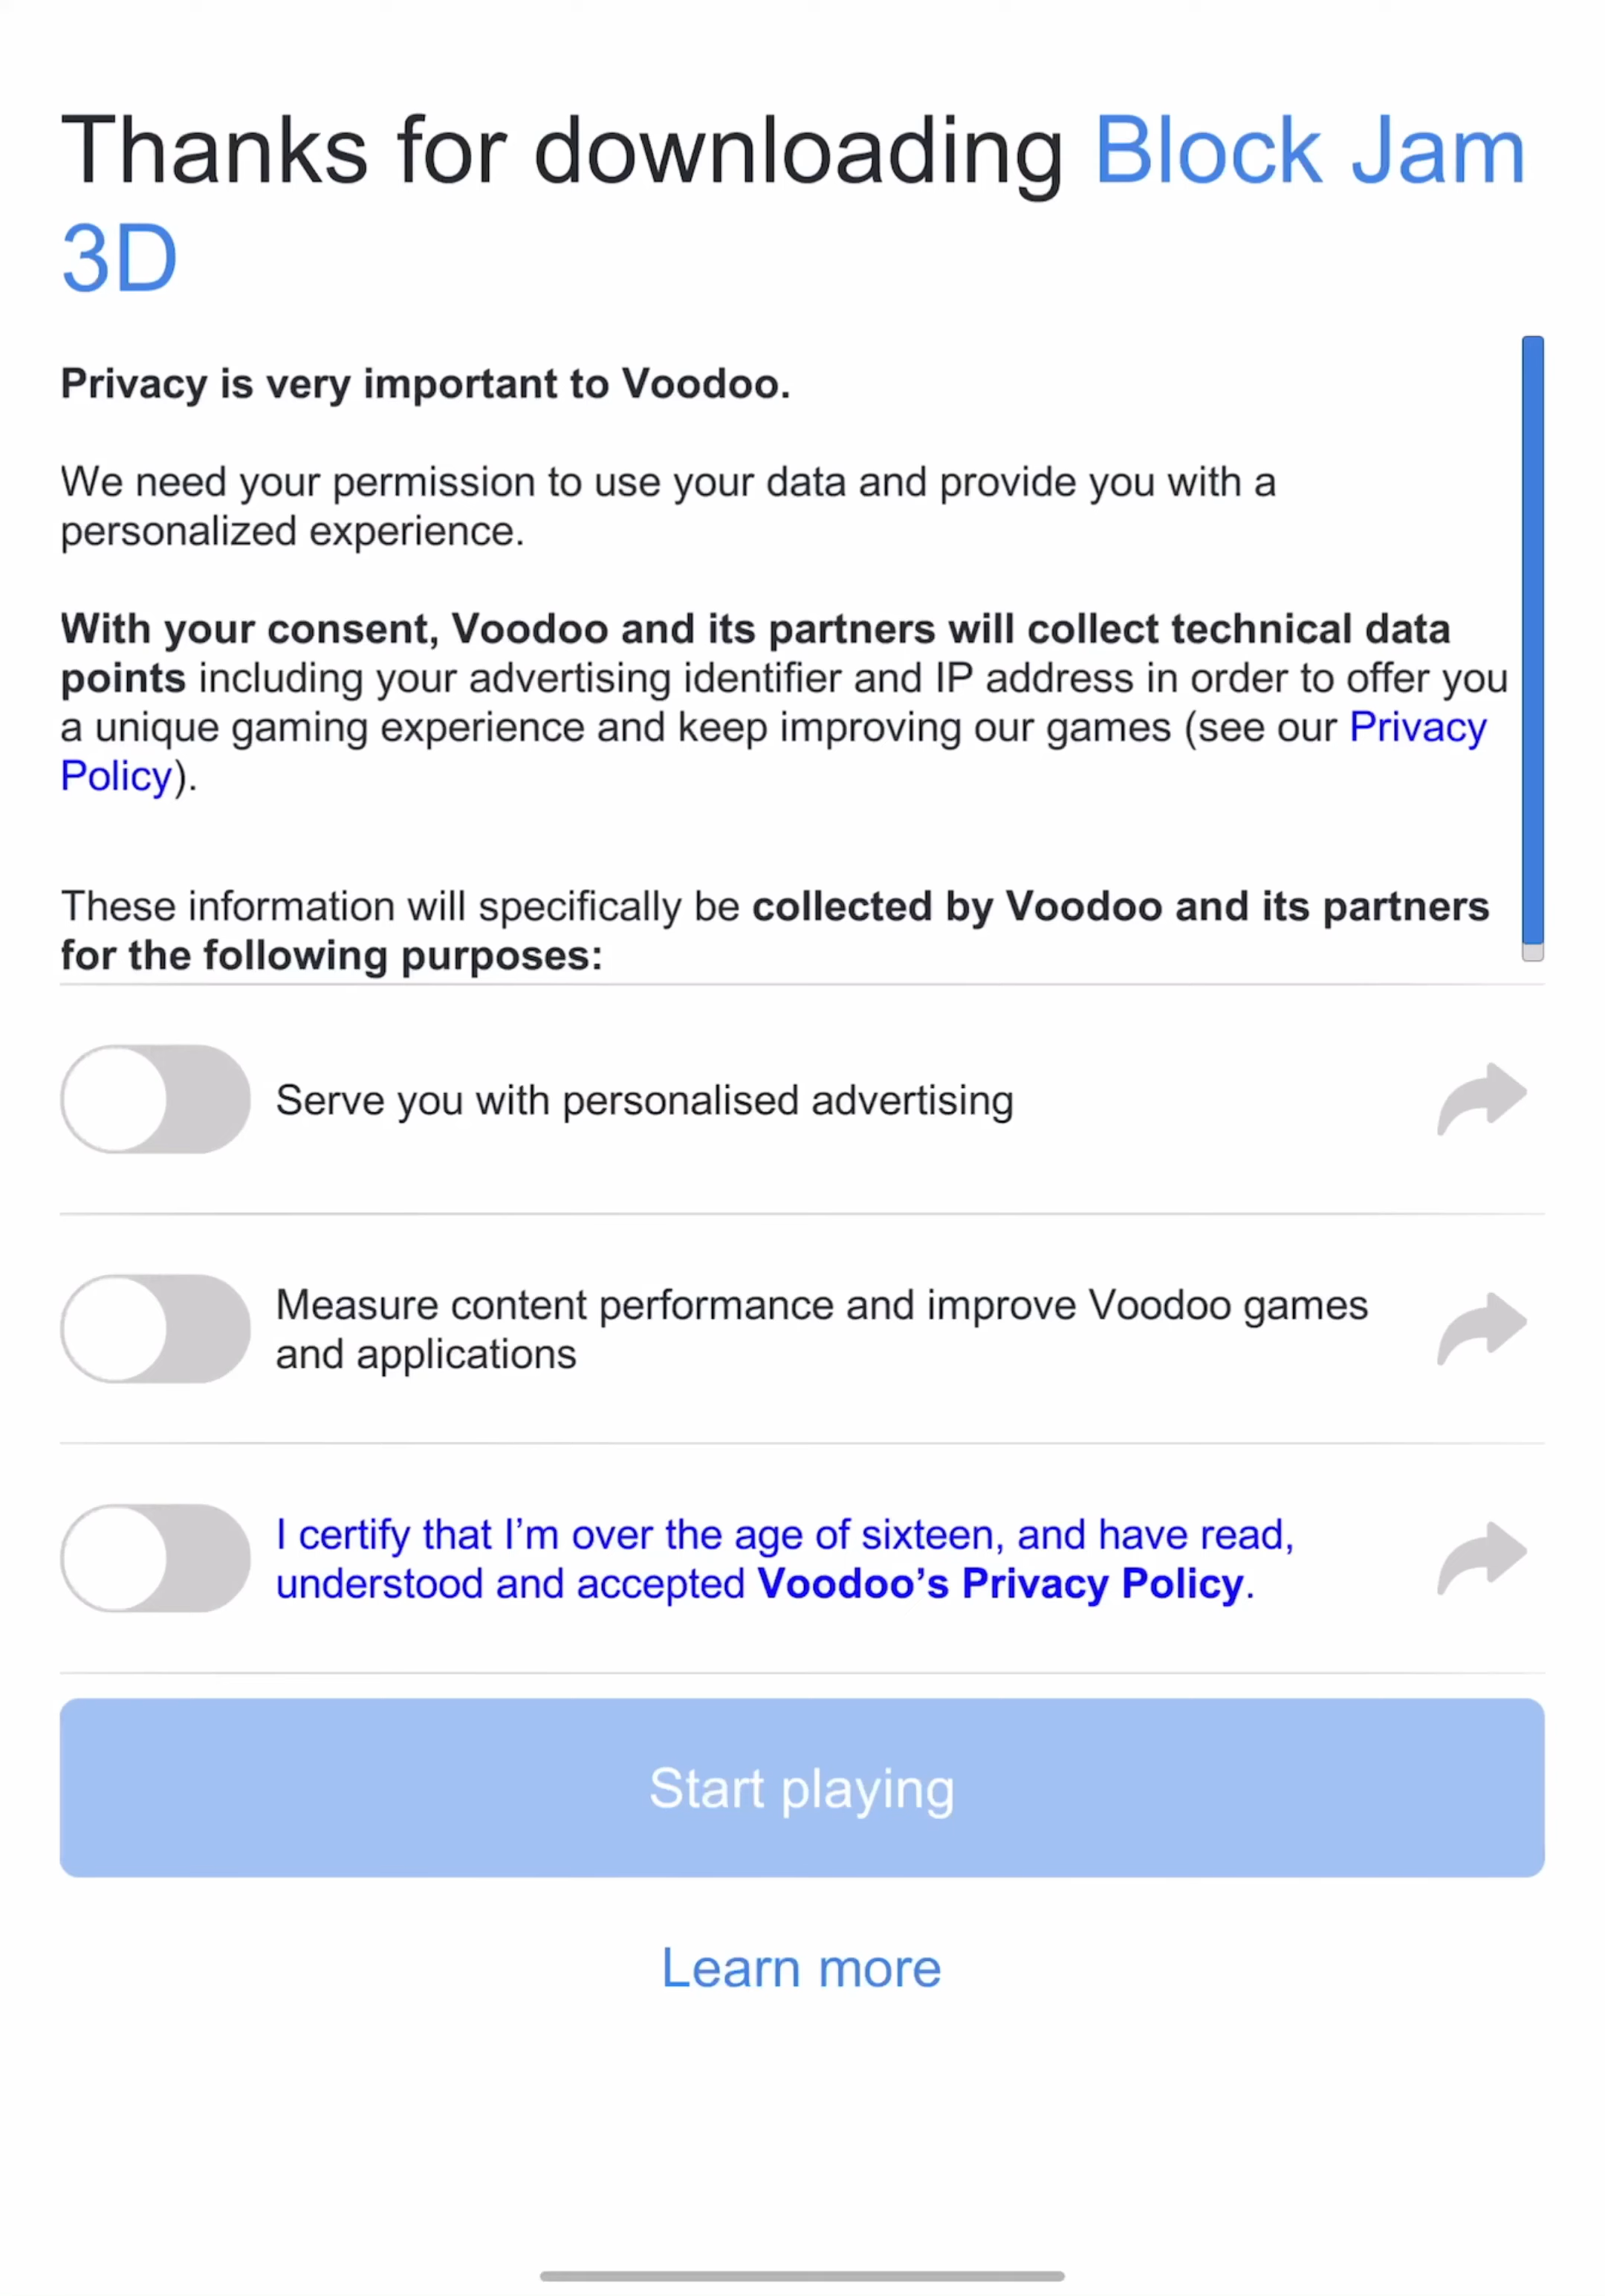 Thanks for downloading Block Jam
3D
Privacy is very important to Voodoo.
We need your permission to use your data and provide you with a
personalized experience.
With your consent, Voodoo and its partners will collect technical data
points including your advertising identifier and IP address in order to offer you
a unique gaming experience and keep improving our games (see our Privacy
Policy).
These information will specifically be collected by Voodoo and its partners
for the following purposes:
Serve you with personalised advertising
Measure content performance and improve Voodoo games
and applications
I certify that I’m over the age of sixteen, and have read,
understood and accepted Voodoo’s Privacy Policy.
Start playing
Learn more